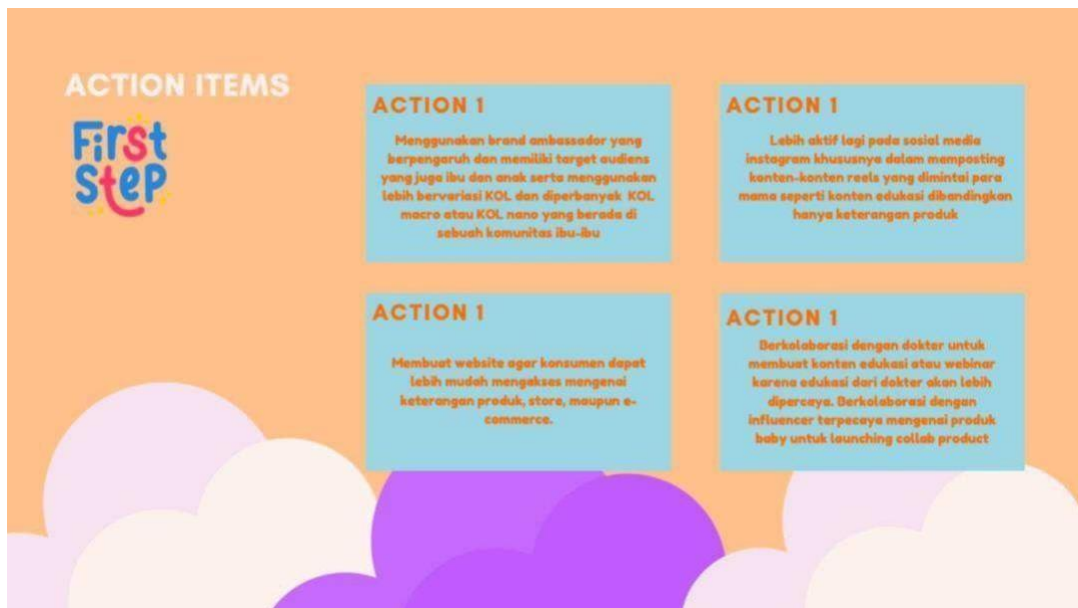 ACTION ITEMS
First
Step
ACTION 1
Menggunakan brand ambassador yang
berpengaruh dan memiliki target audiens
yang juga ibu dan anak serta menggunakan
lebih bervariasi KOL dan diperbanyak KOL
macro atau KOL nano yang berada di
sebuah komunitas ibu-ibu
ACTION 1
Lebih aktif lagi pada sosial media
instagram khususnya dalam memposting
konten-konten reels yang dimintai para
mama seperti konten edukasi dibandingkan
hanya keterangan produk
ACTION 1
Membuat website agar konsumen dapat
lebih mudah mengakses mengenai
keterangan produk, store, maupun e-
commerce.
ACTION 1
Berkolaborasi dengan dokter untuk
membuat konten edukasi atau webinar
karena edukasi dari dokter akan lebih
dipercaya. Berkolaborasi dengan
influencer terpecaya mengenai produk
baby untuk launching collab product